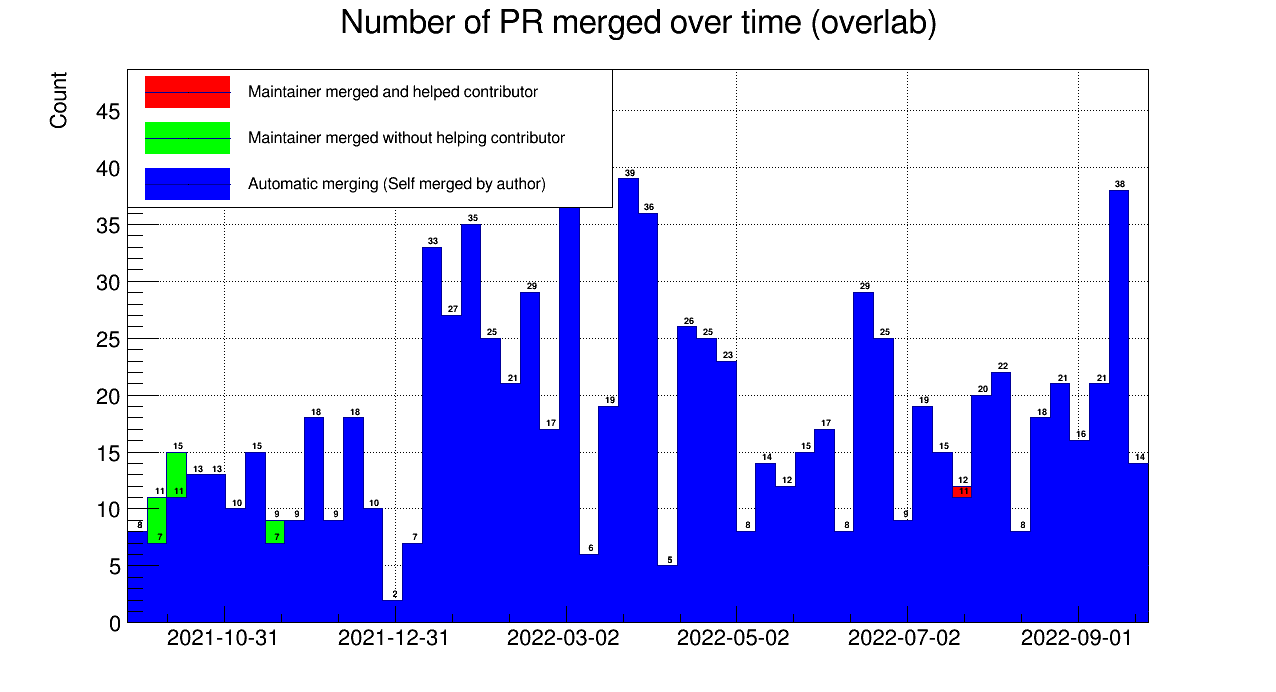 Number of PR merged over time (overlab)
Count
Maintainer merged and helped contributor
Maintainer merged without helping contributor
Automatic merging (Self merged by author)
45
40
35
30
25
20
15
10
5
0
8 11 7 15 11 13 13 10 15 9 7 9 18 9 18 10 2 7 33 27 35 25 21 29 17 6 19 39 36 5 26 25 23 8 14 12 15 17 8 29 25 9 19 15 12 11 20 22 8 18 21 16 21 38 14
2021-10-31 2021-12-31 2022-03-02 2022-05-02 2022-07-02 2022-09-01